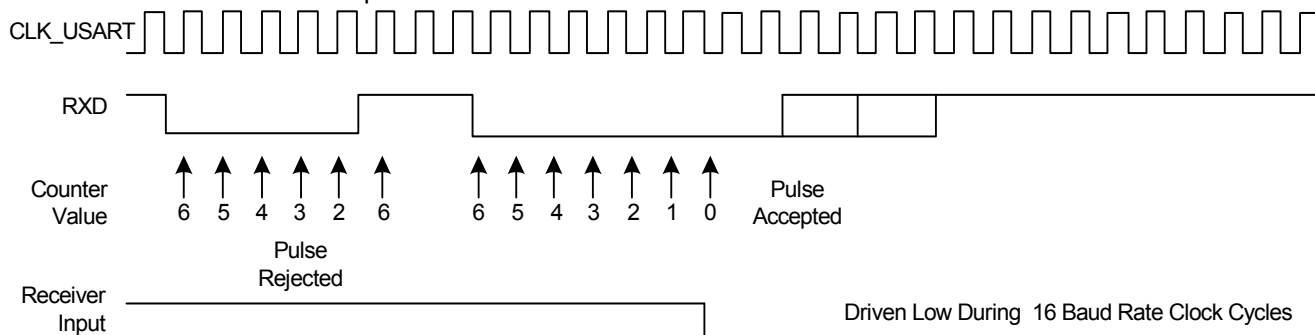 CLK_USART
RXD
Counter
Value
6 5 4 3 2 6 6 5 4 3 2 1 0
Pulse
Accepted
Pulse
Rejected
Receiver
Input
Driven Low During 16 Baud Rate Clock Cycles